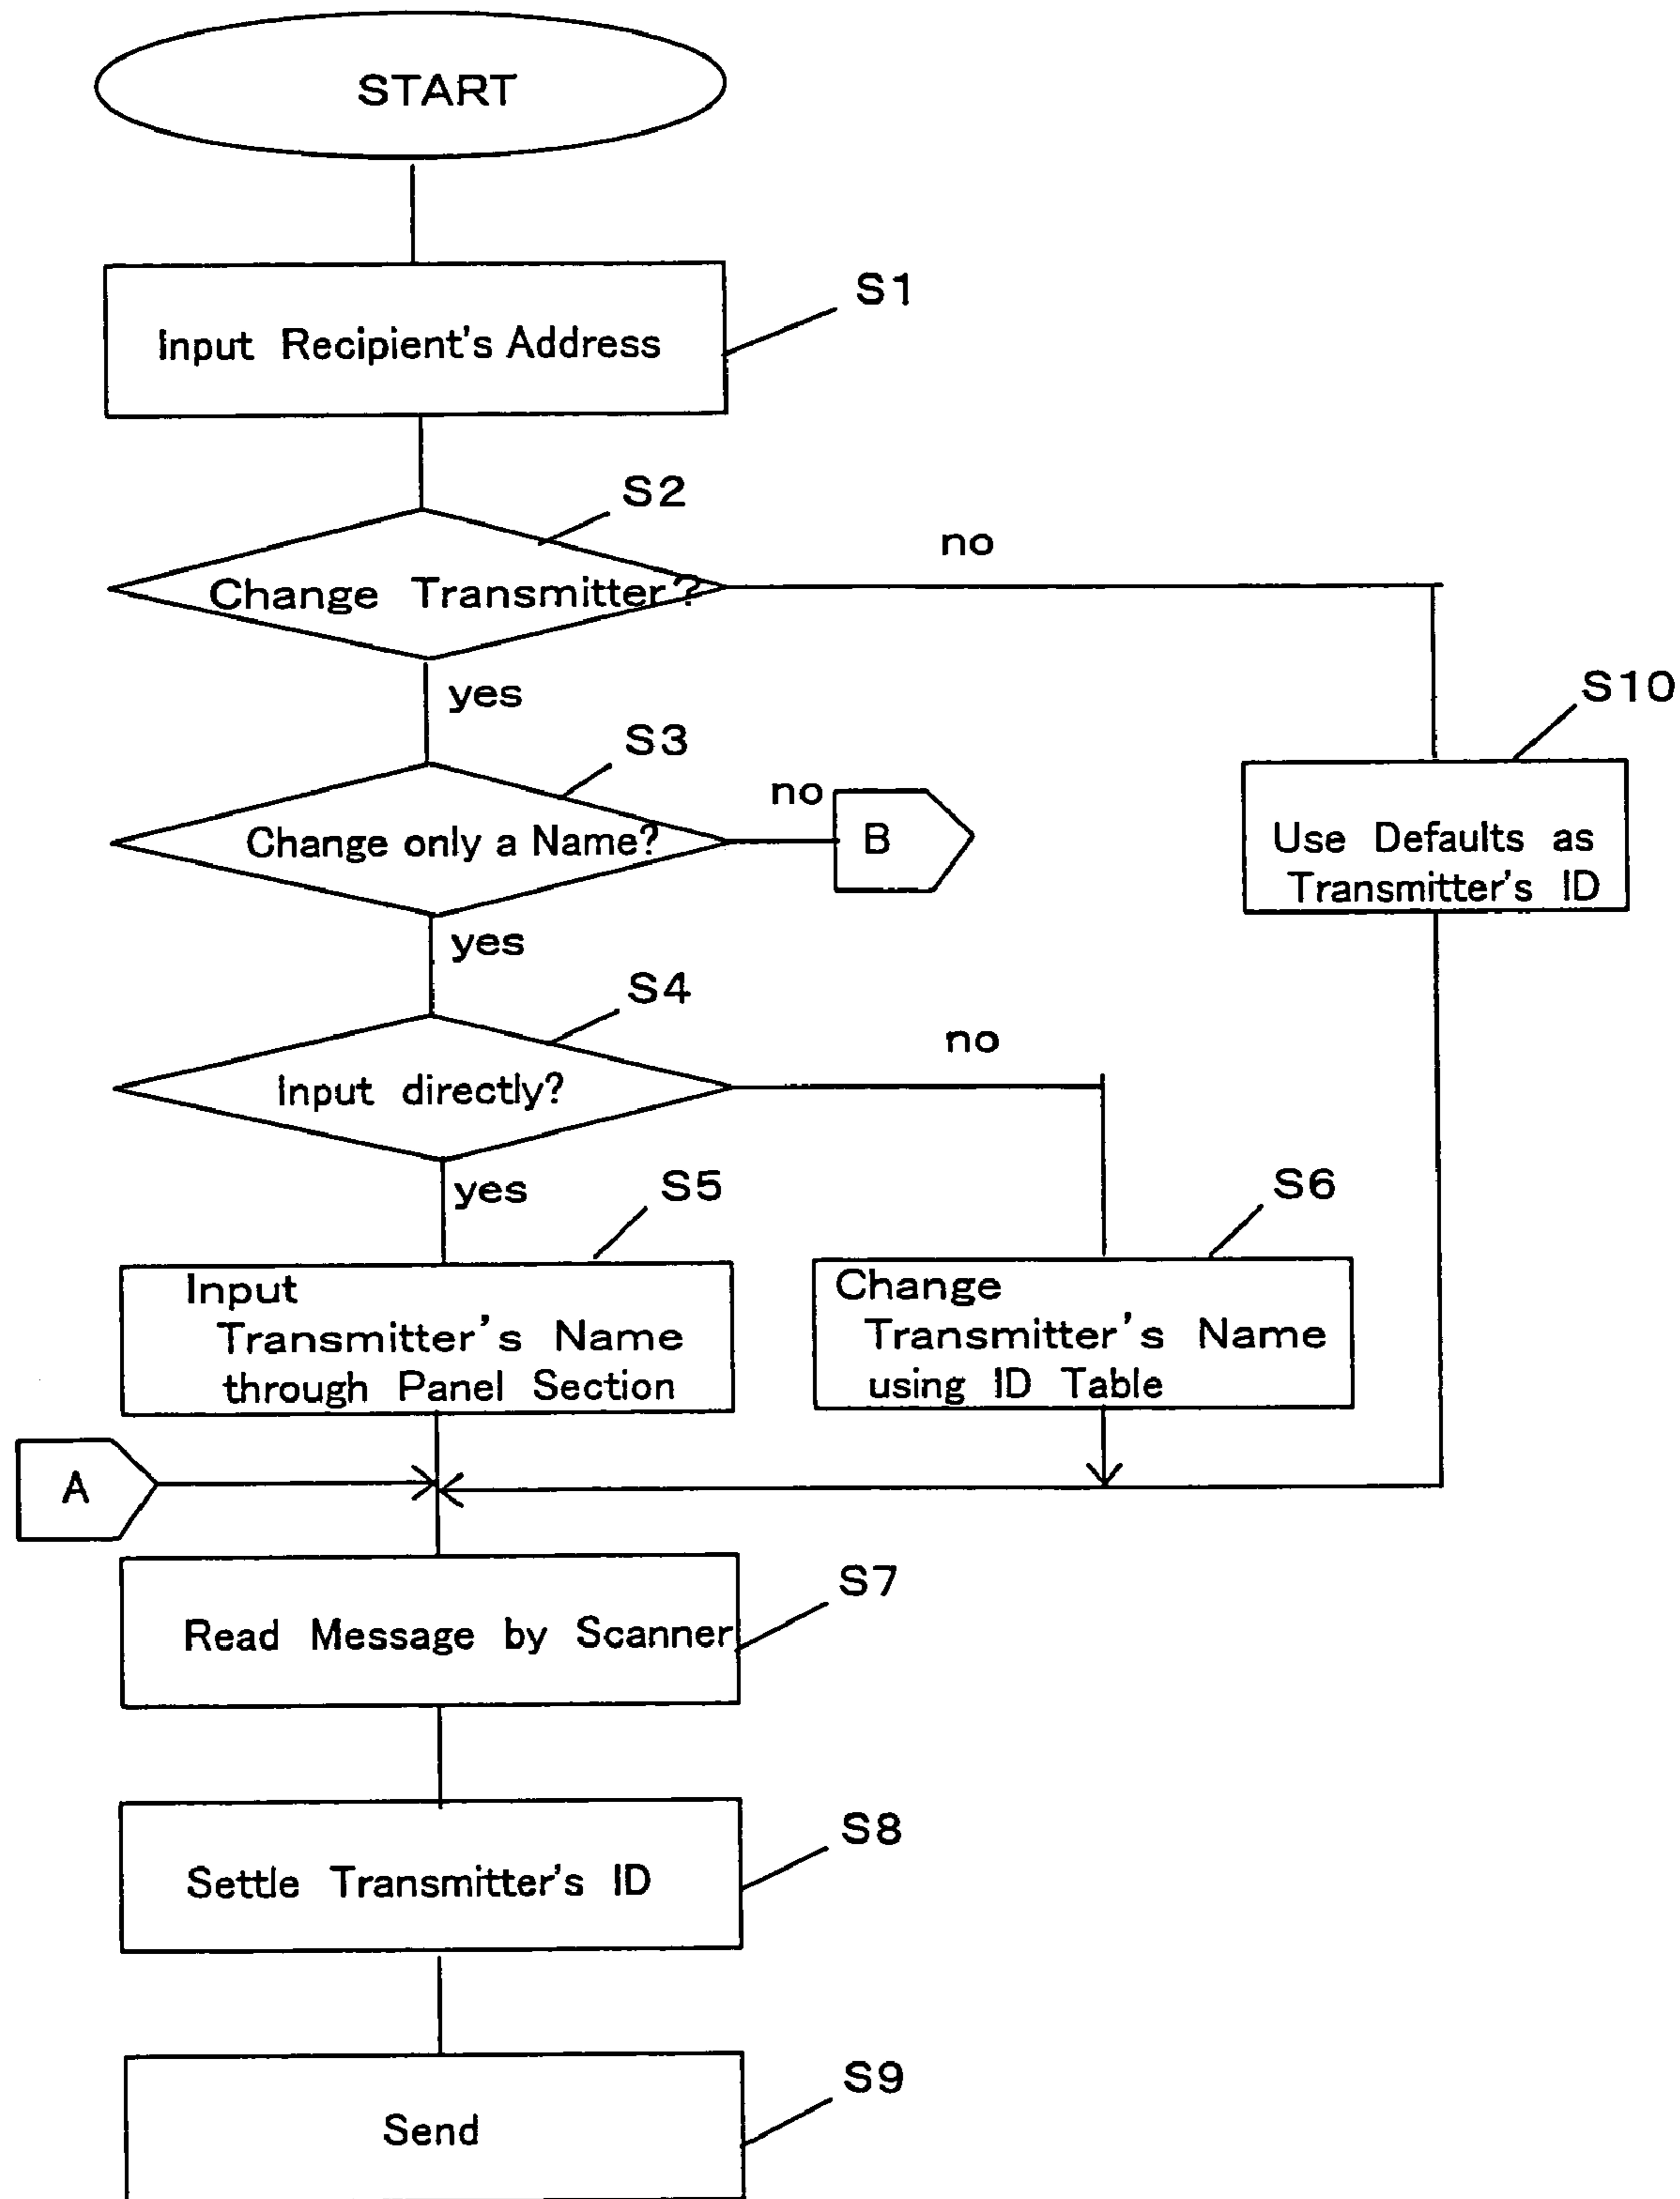 START
S1
Input Recipient's Address
S2
no
Change Transmitter?
yes
S10
S3
no
Change only a Name?
B
Use Defaults as
Transmitter's ID
yes
S4
no
Input directly?
yes
S5
S6
Input
Transmitter's Name
through Panel Section
Change
Transmitter's Name
using ID Table
A
S7
Read Message by Scanner
S8
Settle Transmitter's ID
S9
Send